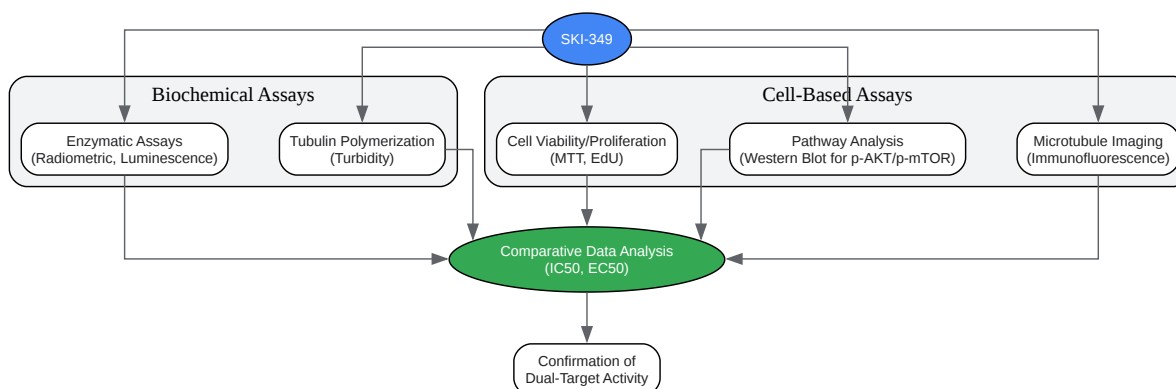 SKI-349
Biochemical Assays
Cell-Based Assays
Enzymatic Assays
(Radiometric, Luminescence)
Tubulin Polymerization
(Turbidity)
Cell Viability/Proliferation
(MTT, EdU)
Pathway Analysis
(Western Blot for p-AKT/p-mTOR)
Microtubule Imaging
(Immunofluorescence)
Comparative Data Analysis
(IC50, EC50)
Confirmation of
Dual-Target Activity